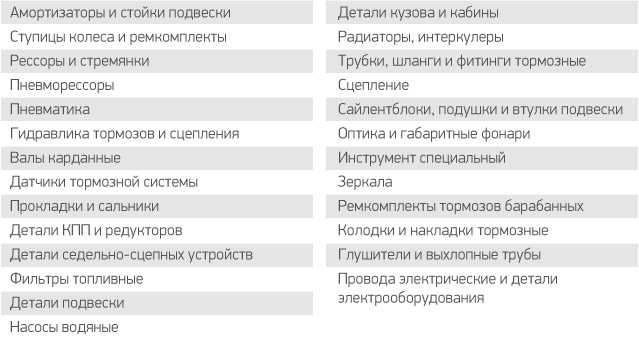 Амортизаторы и стойки подвески
Ступицы колеса и ремкомплекты
Рессоры и стремянки
Пневморессоры
Пневматика
Гидравлика тормозов и сцепления
Валы карданные
Датчики тормозной системы
Прокладки и сальники
Детали КПП и редукторов
Детали седельно-сцепных устройств
Фильтры топливные
Детали подвески
Насосы водяные
Детали кузова и кабины
Радиаторы, интеркулеры
Трубки, шланги и фитинги тормозные
Сцепление
Сайлентблоки, подушки и втулки подвески
Оптика и габаритные фонари
Инструмент специальный
Зеркала
Ремкомплекты тормозов барабанных
Колодки и накладки тормозные
Глушители и выхлопные трубы
Провода электрические и детали
электрооборудования